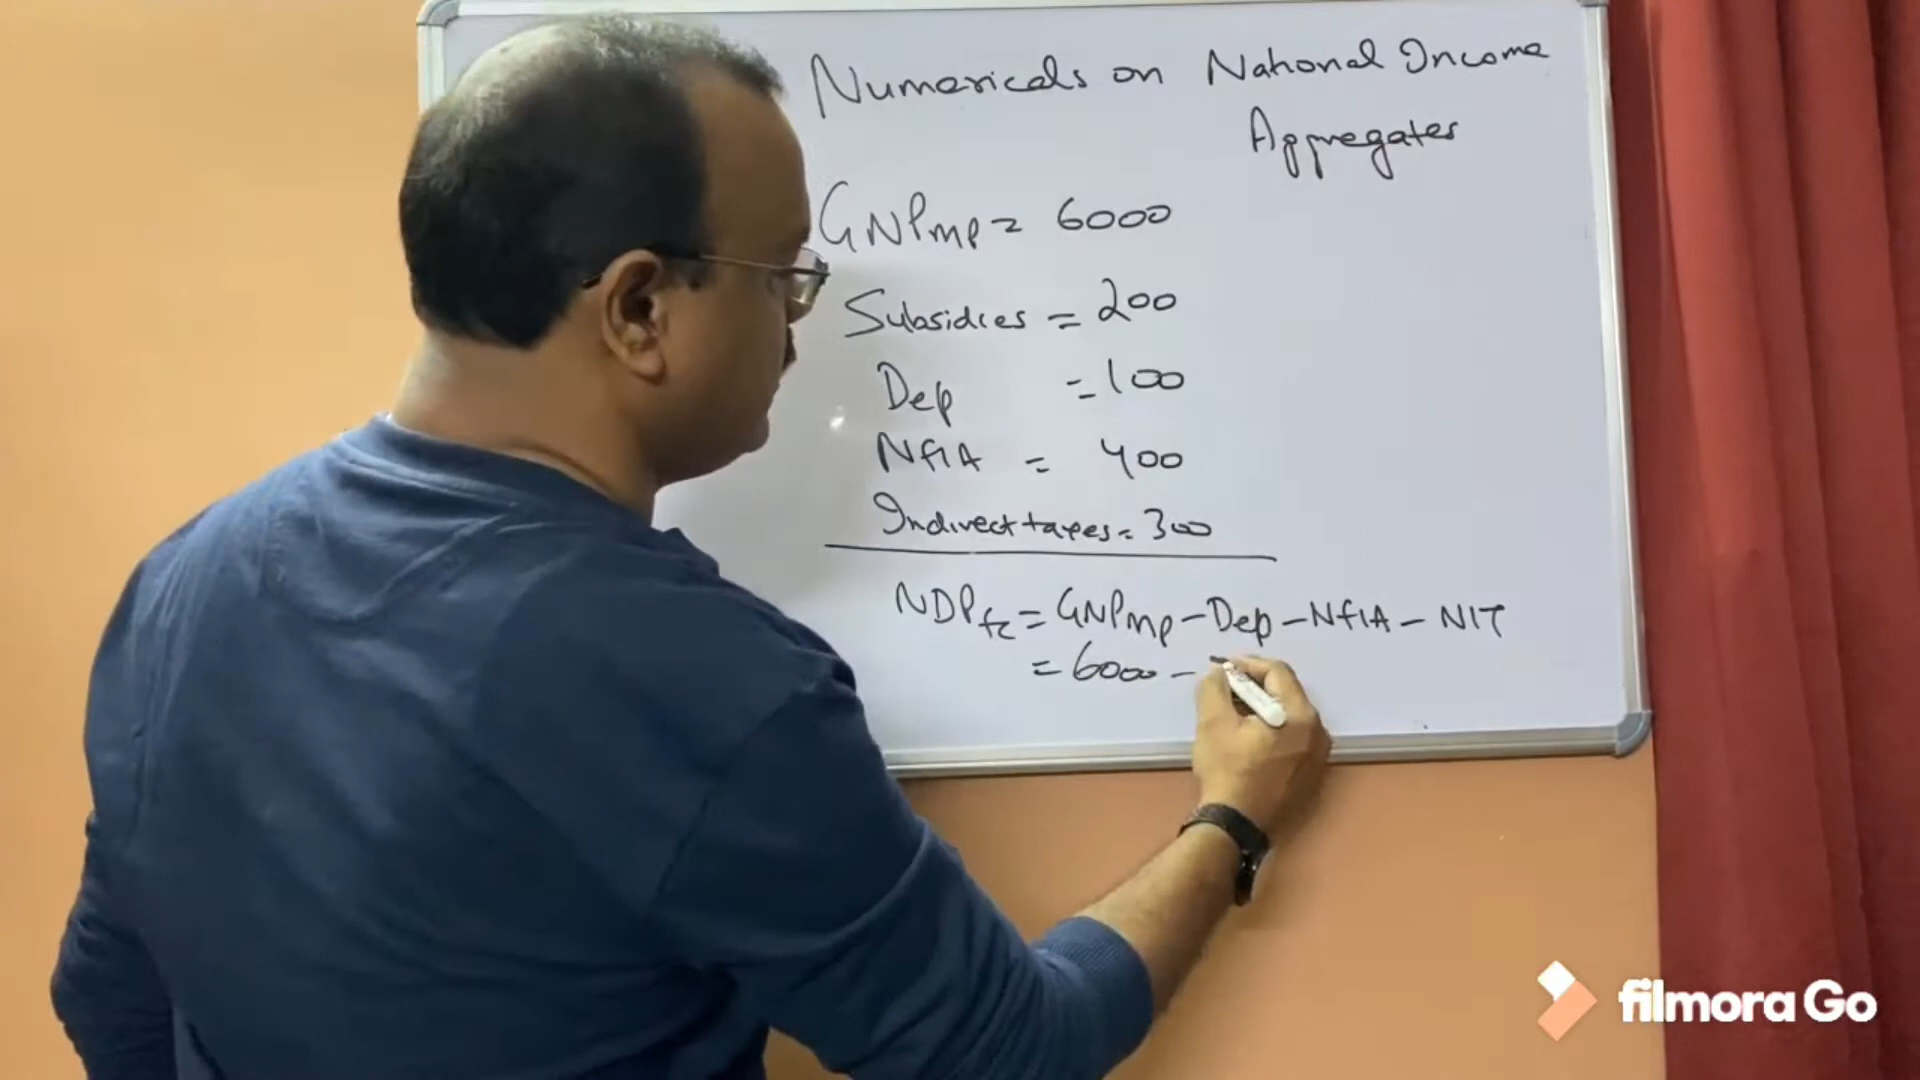 Numericals on National Income
Aggregates
GNPmp = 6000
Subsidies = 200
Dep = 100
NfIA = 400
Indirect taxes = 300
NDPfc = GNPmp - Dep - NfIA - NIT
= 6000 -
filmora Go